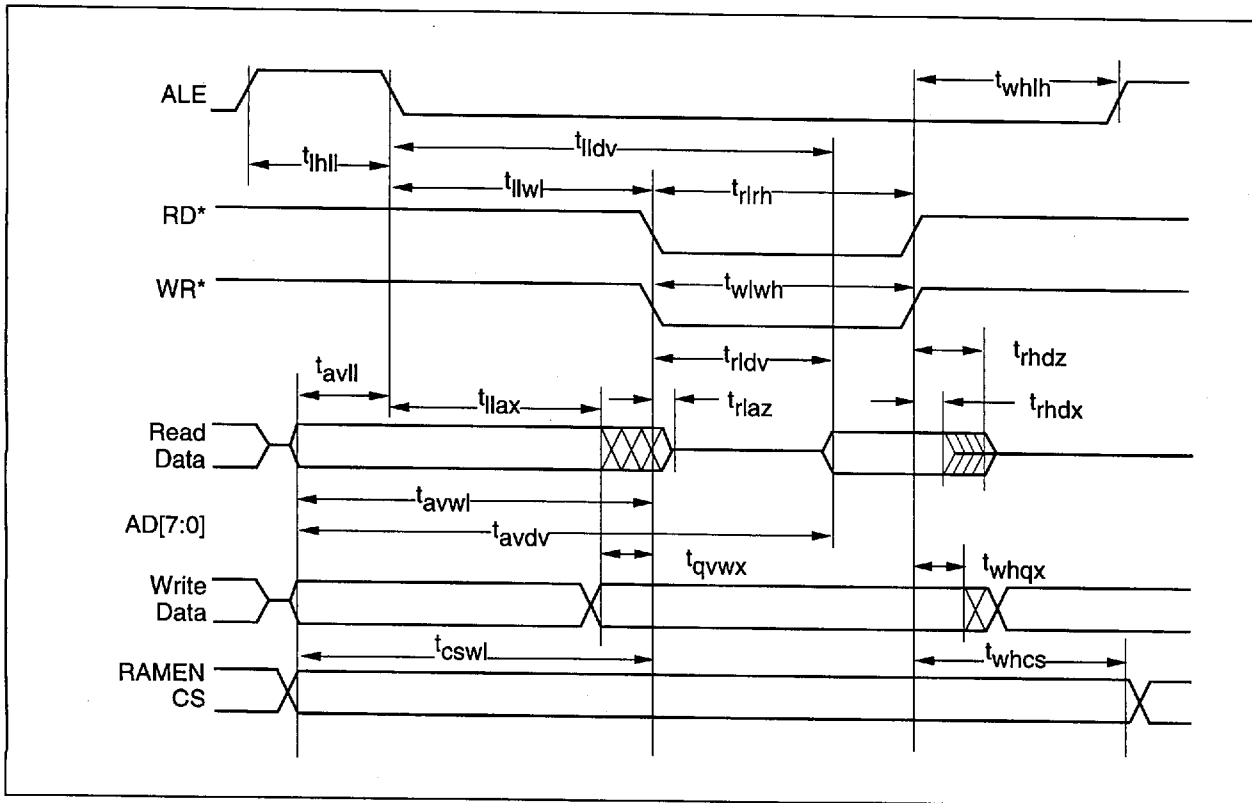 ALE
t_whlh
t_lhll
t_lldv
t_llwl
t_rlrh
RD*
WR*
t_wlwh
t_avll
t_llax
t_rldv
t_rlaz
t_rhdz
t_rhdx
Read
Data
t_avwl
AD[7:0]
t_avdv
t_qvwx
t_whqx
Write
Data
t_cswl
t_whcs
RAMEN
CS